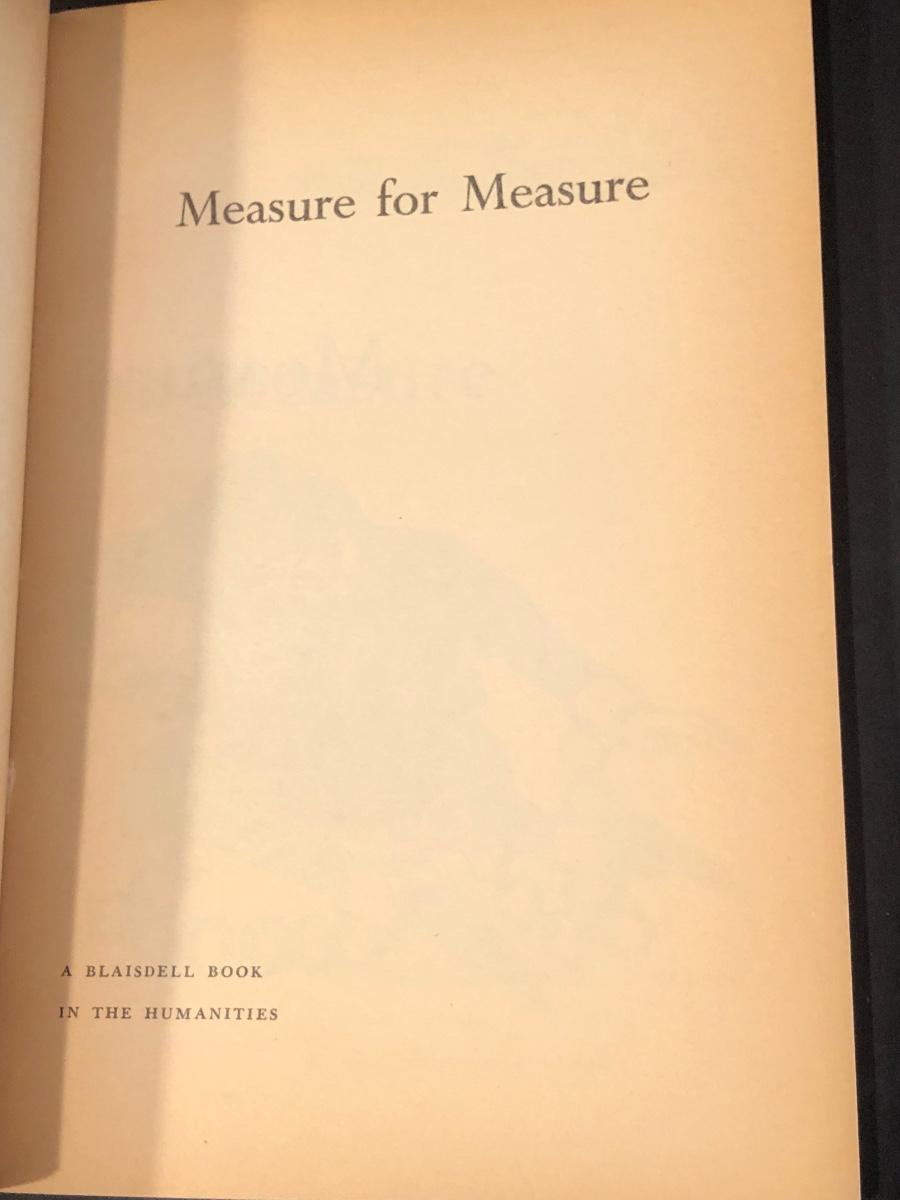 Measure for Measure
A BLAISDELL BOOK
IN THE HUMANITIES